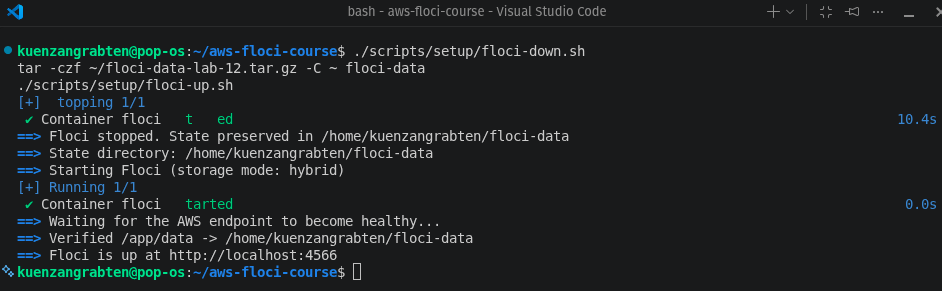 bash - aws-floci-course - Visual Studio Code
kuenzangrabten@pop-os:~/aws-floci-course$ ./scripts/setup/floci-down.sh
tar -czf ~/floci-data-lab-12.tar.gz -C ~ floci-data
./scripts/setup/floci-up.sh
[+] topping 1/1
✔ Container floci t ed 10.4s
==> Floci stopped. State preserved in /home/kuenzangrabten/floci-data
==> State directory: /home/kuenzangrabten/floci-data
==> Starting Floci (storage mode: hybrid)
[+] Running 1/1
✔ Container floci tarted 0.0s
==> Waiting for the AWS endpoint to become healthy...
==> Verified /app/data -> /home/kuenzangrabten/floci-data
==> Floci is up at http://localhost:4566
kuenzangrabten@pop-os:~/aws-floci-course$